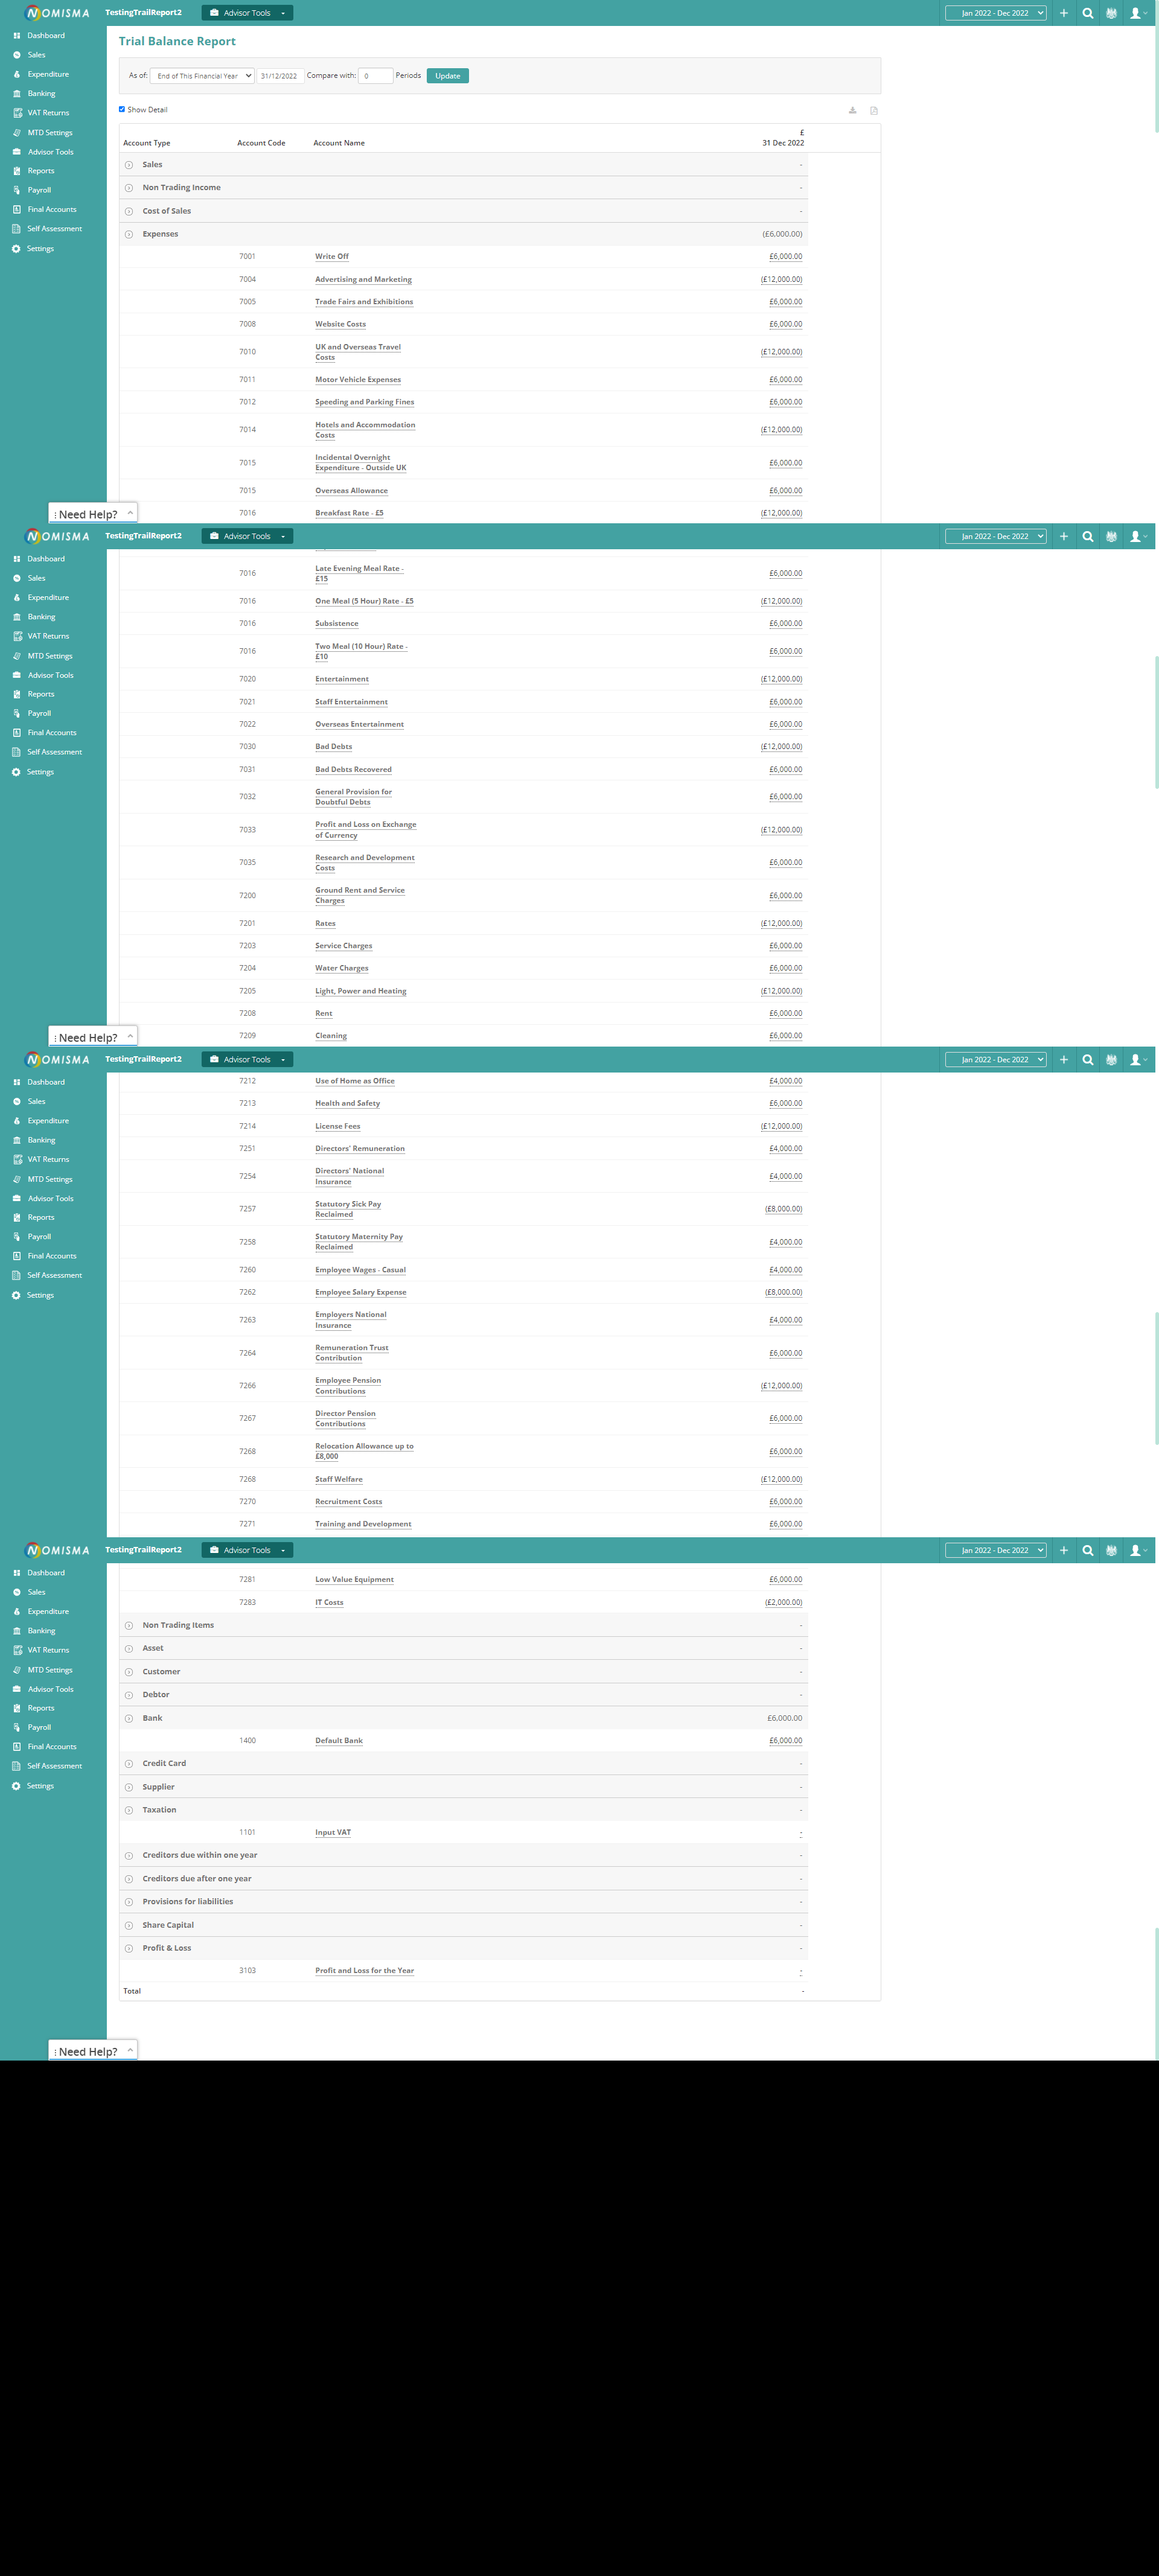 NOMISMA TestingTrailReport2 Advisor Tools Jan 2022 - Dec 2022
Dashboard
Sales
Expenditure
Banking
VAT Returns
MTD Settings
Advisor Tools
Reports
Payroll
Final Accounts
Self Assessment
Settings
Trial Balance Report
As of: End of This Financial Year 31/12/2022 Compare with: 0 Periods Update
Show Detail
£
Account Type Account Code Account Name 31 Dec 2022
Sales -
Non Trading Income -
Cost of Sales -
Expenses (£6,000.00)
7001 Write Off £6,000.00
7004 Advertising and Marketing (£12,000.00)
7005 Trade Fairs and Exhibitions £6,000.00
7008 Website Costs £6,000.00
7010 UK and Overseas Travel (£12,000.00)
Costs
7011 Motor Vehicle Expenses £6,000.00
7012 Speeding and Parking Fines £6,000.00
7014 Hotels and Accommodation (£12,000.00)
Costs
7015 Incidental Overnight £6,000.00
Expenditure - Outside UK
7015 Overseas Allowance £6,000.00
7016 Breakfast Rate - £5 (£12,000.00)
Need Help?
NOMISMA TestingTrailReport2 Advisor Tools Jan 2022 - Dec 2022
Dashboard
Sales
Expenditure
Banking
VAT Returns
MTD Settings
Advisor Tools
Reports
Payroll
Final Accounts
Self Assessment
Settings
7016 Late Evening Meal Rate - £6,000.00
£15
7016 One Meal (5 Hour) Rate - £5 (£12,000.00)
7016 Subsistence £6,000.00
7016 Two Meal (10 Hour) Rate - £6,000.00
£10
7020 Entertainment (£12,000.00)
7021 Staff Entertainment £6,000.00
7022 Overseas Entertainment £6,000.00
7030 Bad Debts (£12,000.00)
7031 Bad Debts Recovered £6,000.00
7032 General Provision for £6,000.00
Doubtful Debts
7033 Profit and Loss on Exchange (£12,000.00)
of Currency
7035 Research and Development £6,000.00
Costs
7200 Ground Rent and Service £6,000.00
Charges
7201 Rates (£12,000.00)
7203 Service Charges £6,000.00
7204 Water Charges £6,000.00
7205 Light, Power and Heating (£12,000.00)
7208 Rent £6,000.00
7209 Cleaning £6,000.00
Need Help?
NOMISMA TestingTrailReport2 Advisor Tools Jan 2022 - Dec 2022
Dashboard
Sales
Expenditure
Banking
VAT Returns
MTD Settings
Advisor Tools
Reports
Payroll
Final Accounts
Self Assessment
Settings
7212 Use of Home as Office £4,000.00
7213 Health and Safety £6,000.00
7214 License Fees (£12,000.00)
7251 Directors' Remuneration £4,000.00
7254 Directors' National £4,000.00
Insurance
7257 Statutory Sick Pay (£8,000.00)
Reclaimed
7258 Statutory Maternity Pay £4,000.00
Reclaimed
7260 Employee Wages - Casual £4,000.00
7262 Employee Salary Expense (£8,000.00)
7263 Employers National £4,000.00
Insurance
7264 Remuneration Trust £6,000.00
Contribution
7266 Employee Pension (£12,000.00)
Contributions
7267 Director Pension £6,000.00
Contributions
7268 Relocation Allowance up to £6,000.00
£8,000
7268 Staff Welfare (£12,000.00)
7270 Recruitment Costs £6,000.00
7271 Training and Development £6,000.00
NOMISMA TestingTrailReport2 Advisor Tools Jan 2022 - Dec 2022
Dashboard
Sales
Expenditure
Banking
VAT Returns
MTD Settings
Advisor Tools
Reports
Payroll
Final Accounts
Self Assessment
Settings
7281 Low Value Equipment £6,000.00
7283 IT Costs (£2,000.00)
Non Trading Items -
Asset -
Customer -
Debtor -
Bank £6,000.00
1400 Default Bank £6,000.00
Credit Card -
Supplier -
Taxation -
1101 Input VAT -
Creditors due within one year -
Creditors due after one year -
Provisions for liabilities -
Share Capital -
Profit & Loss -
3103 Profit and Loss for the Year -
Total -
Need Help?